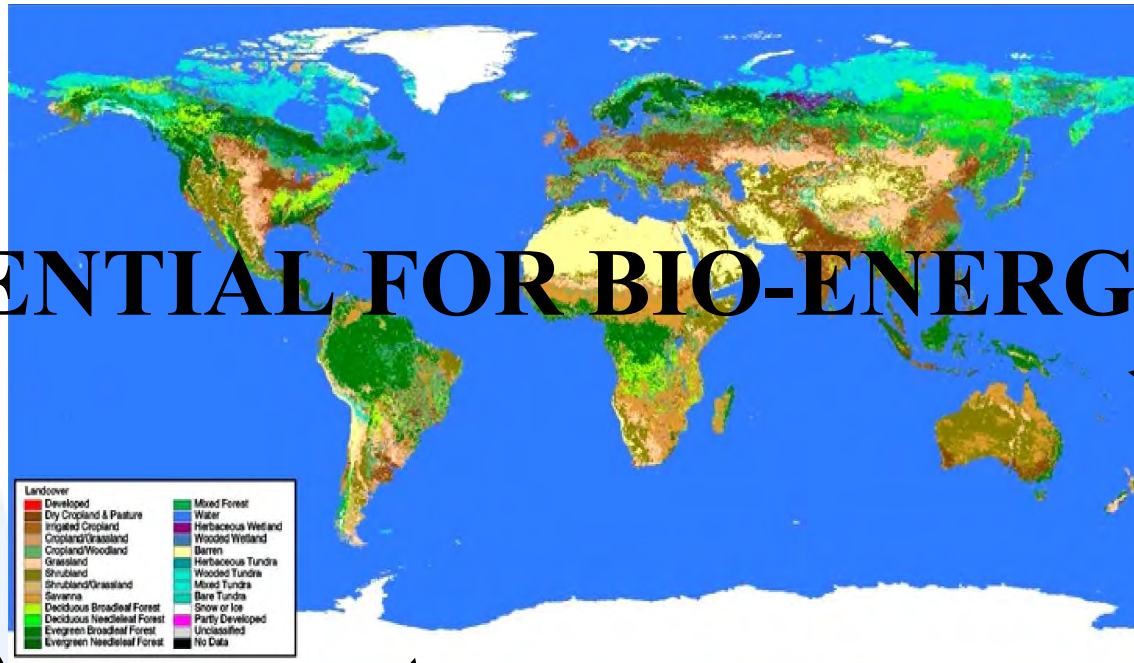 ENTIAL FOR BIO-ENERG
Landcover
Developed
Dry Cropland & Pasture
Irrigated Cropland
Cropland/Grassland
Cropland/Woodland
Grassland
Shrubland
Shrubland/Grassland
Savanna
Deciduous Broadleaf Forest
Deciduous Needleleaf Forest
Evegreen Broadleaf Forest
Evergreen Needleleaf Forest
Mixed Forest
Water
Herbaceous Wetland
Wooded Wetland
Barren
Herbaceous Tundra
Wooded Tundra
Mixed Tundra
Bare Tundra
Snow or Ice
Partly Developed
Unclassified
No Data